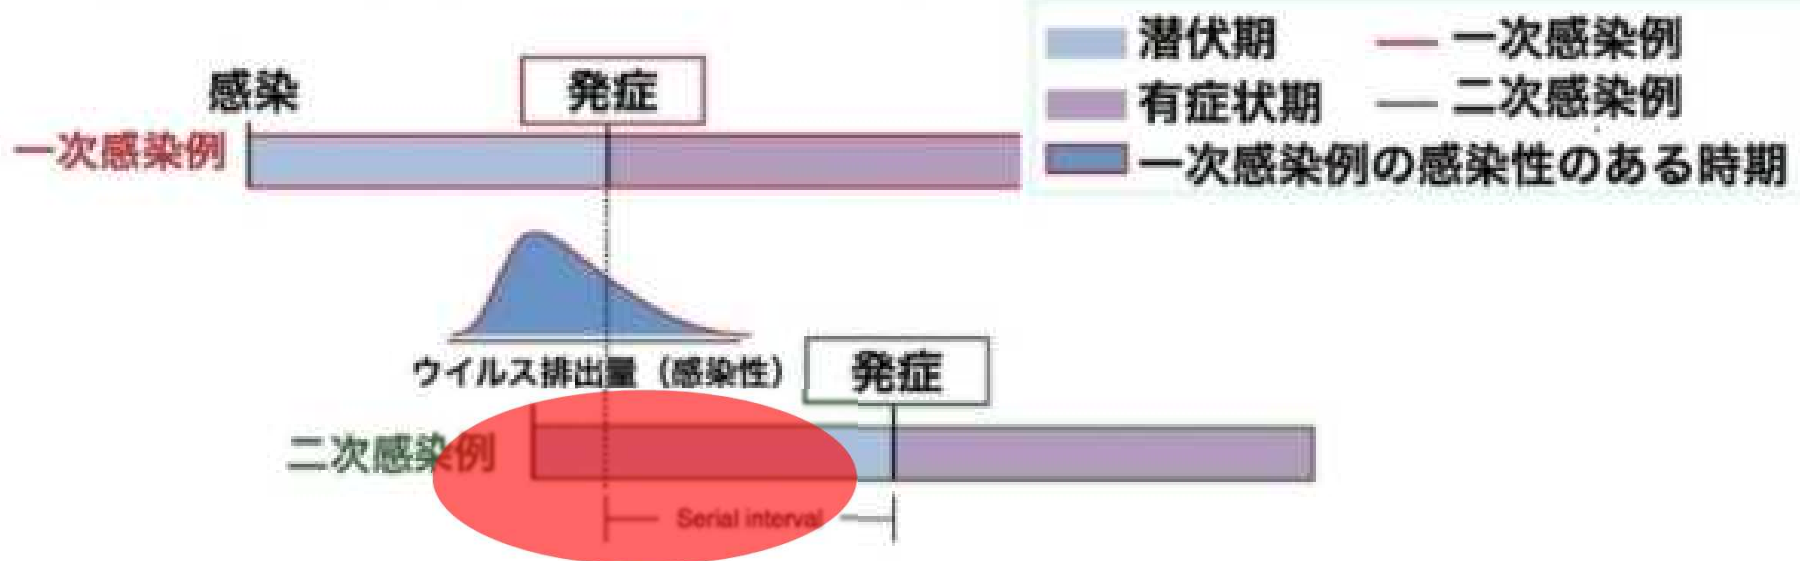 潜伏期
一次感染例
感染
発症
有症状期
二次感染例
一次感染例
一次感染例の感染性のある時期
ウイルス排出量（感染性）
発症
二次感染例
Serial interval